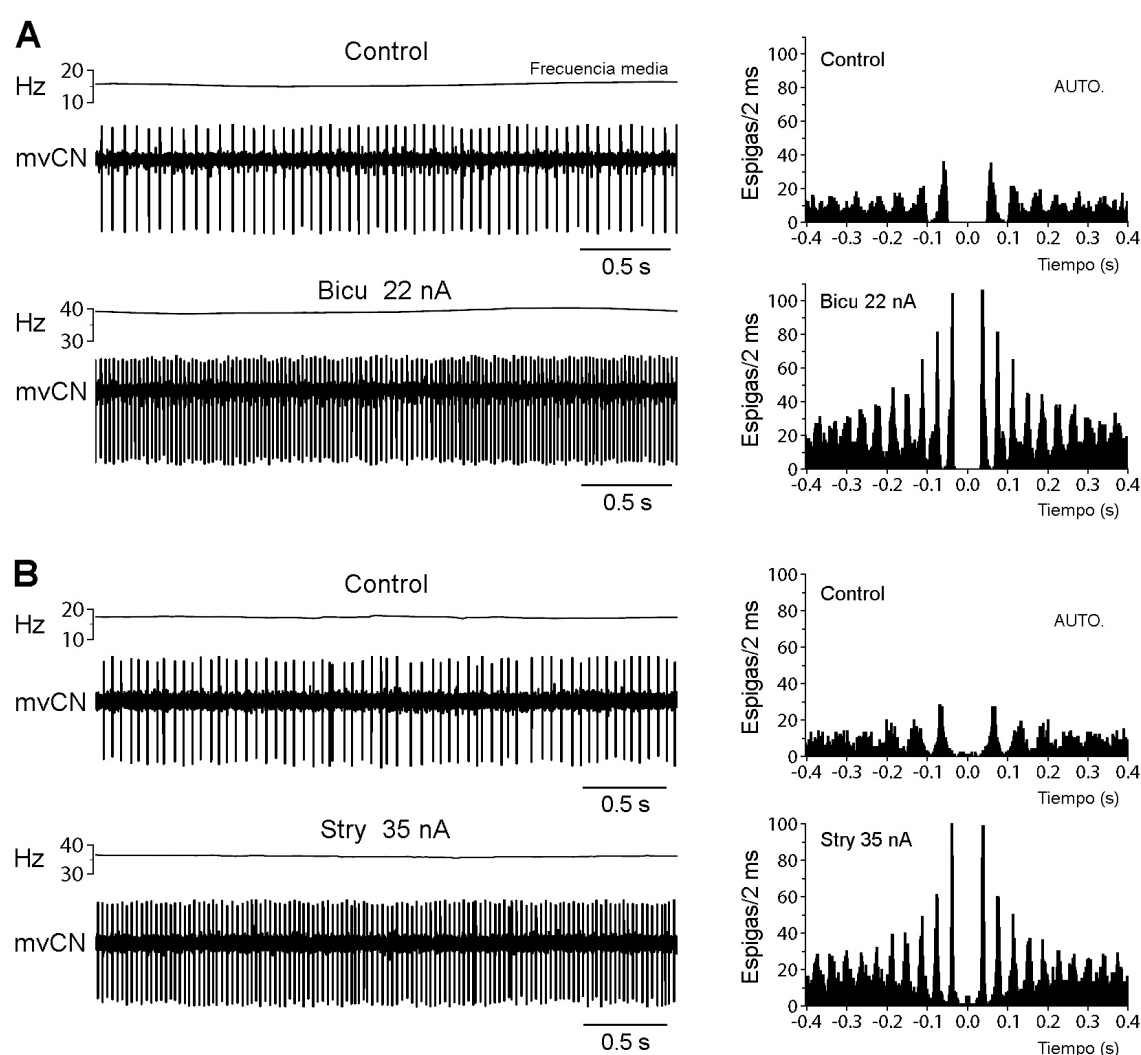 A
Control
Frecuencia media
Hz
20
10
mvCN
0.5 s
Bicu 22 nA
Hz
40
30
mvCN
0.5 s
Control
AUTO.
Espigas/2 ms
100
80
60
40
20
0
-0.4 -0.3 -0.2 -0.1 0.0 0.1 0.2 0.3 0.4
Tiempo (s)
Bicu 22 nA
Espigas/2 ms
100
80
60
40
20
0
-0.4 -0.3 -0.2 -0.1 0.0 0.1 0.2 0.3 0.4
Tiempo (s)
B
Control
Hz
20
10
mvCN
0.5 s
Stry 35 nA
Hz
40
30
mvCN
0.5 s
Control
AUTO.
Espigas/2 ms
100
80
60
40
20
0
-0.4 -0.3 -0.2 -0.1 0.0 0.1 0.2 0.3 0.4
Tiempo (s)
Stry 35 nA
Espigas/2 ms
100
80
60
40
20
0
-0.4 -0.3 -0.2 -0.1 0.0 0.1 0.2 0.3 0.4
Tiempo (s)